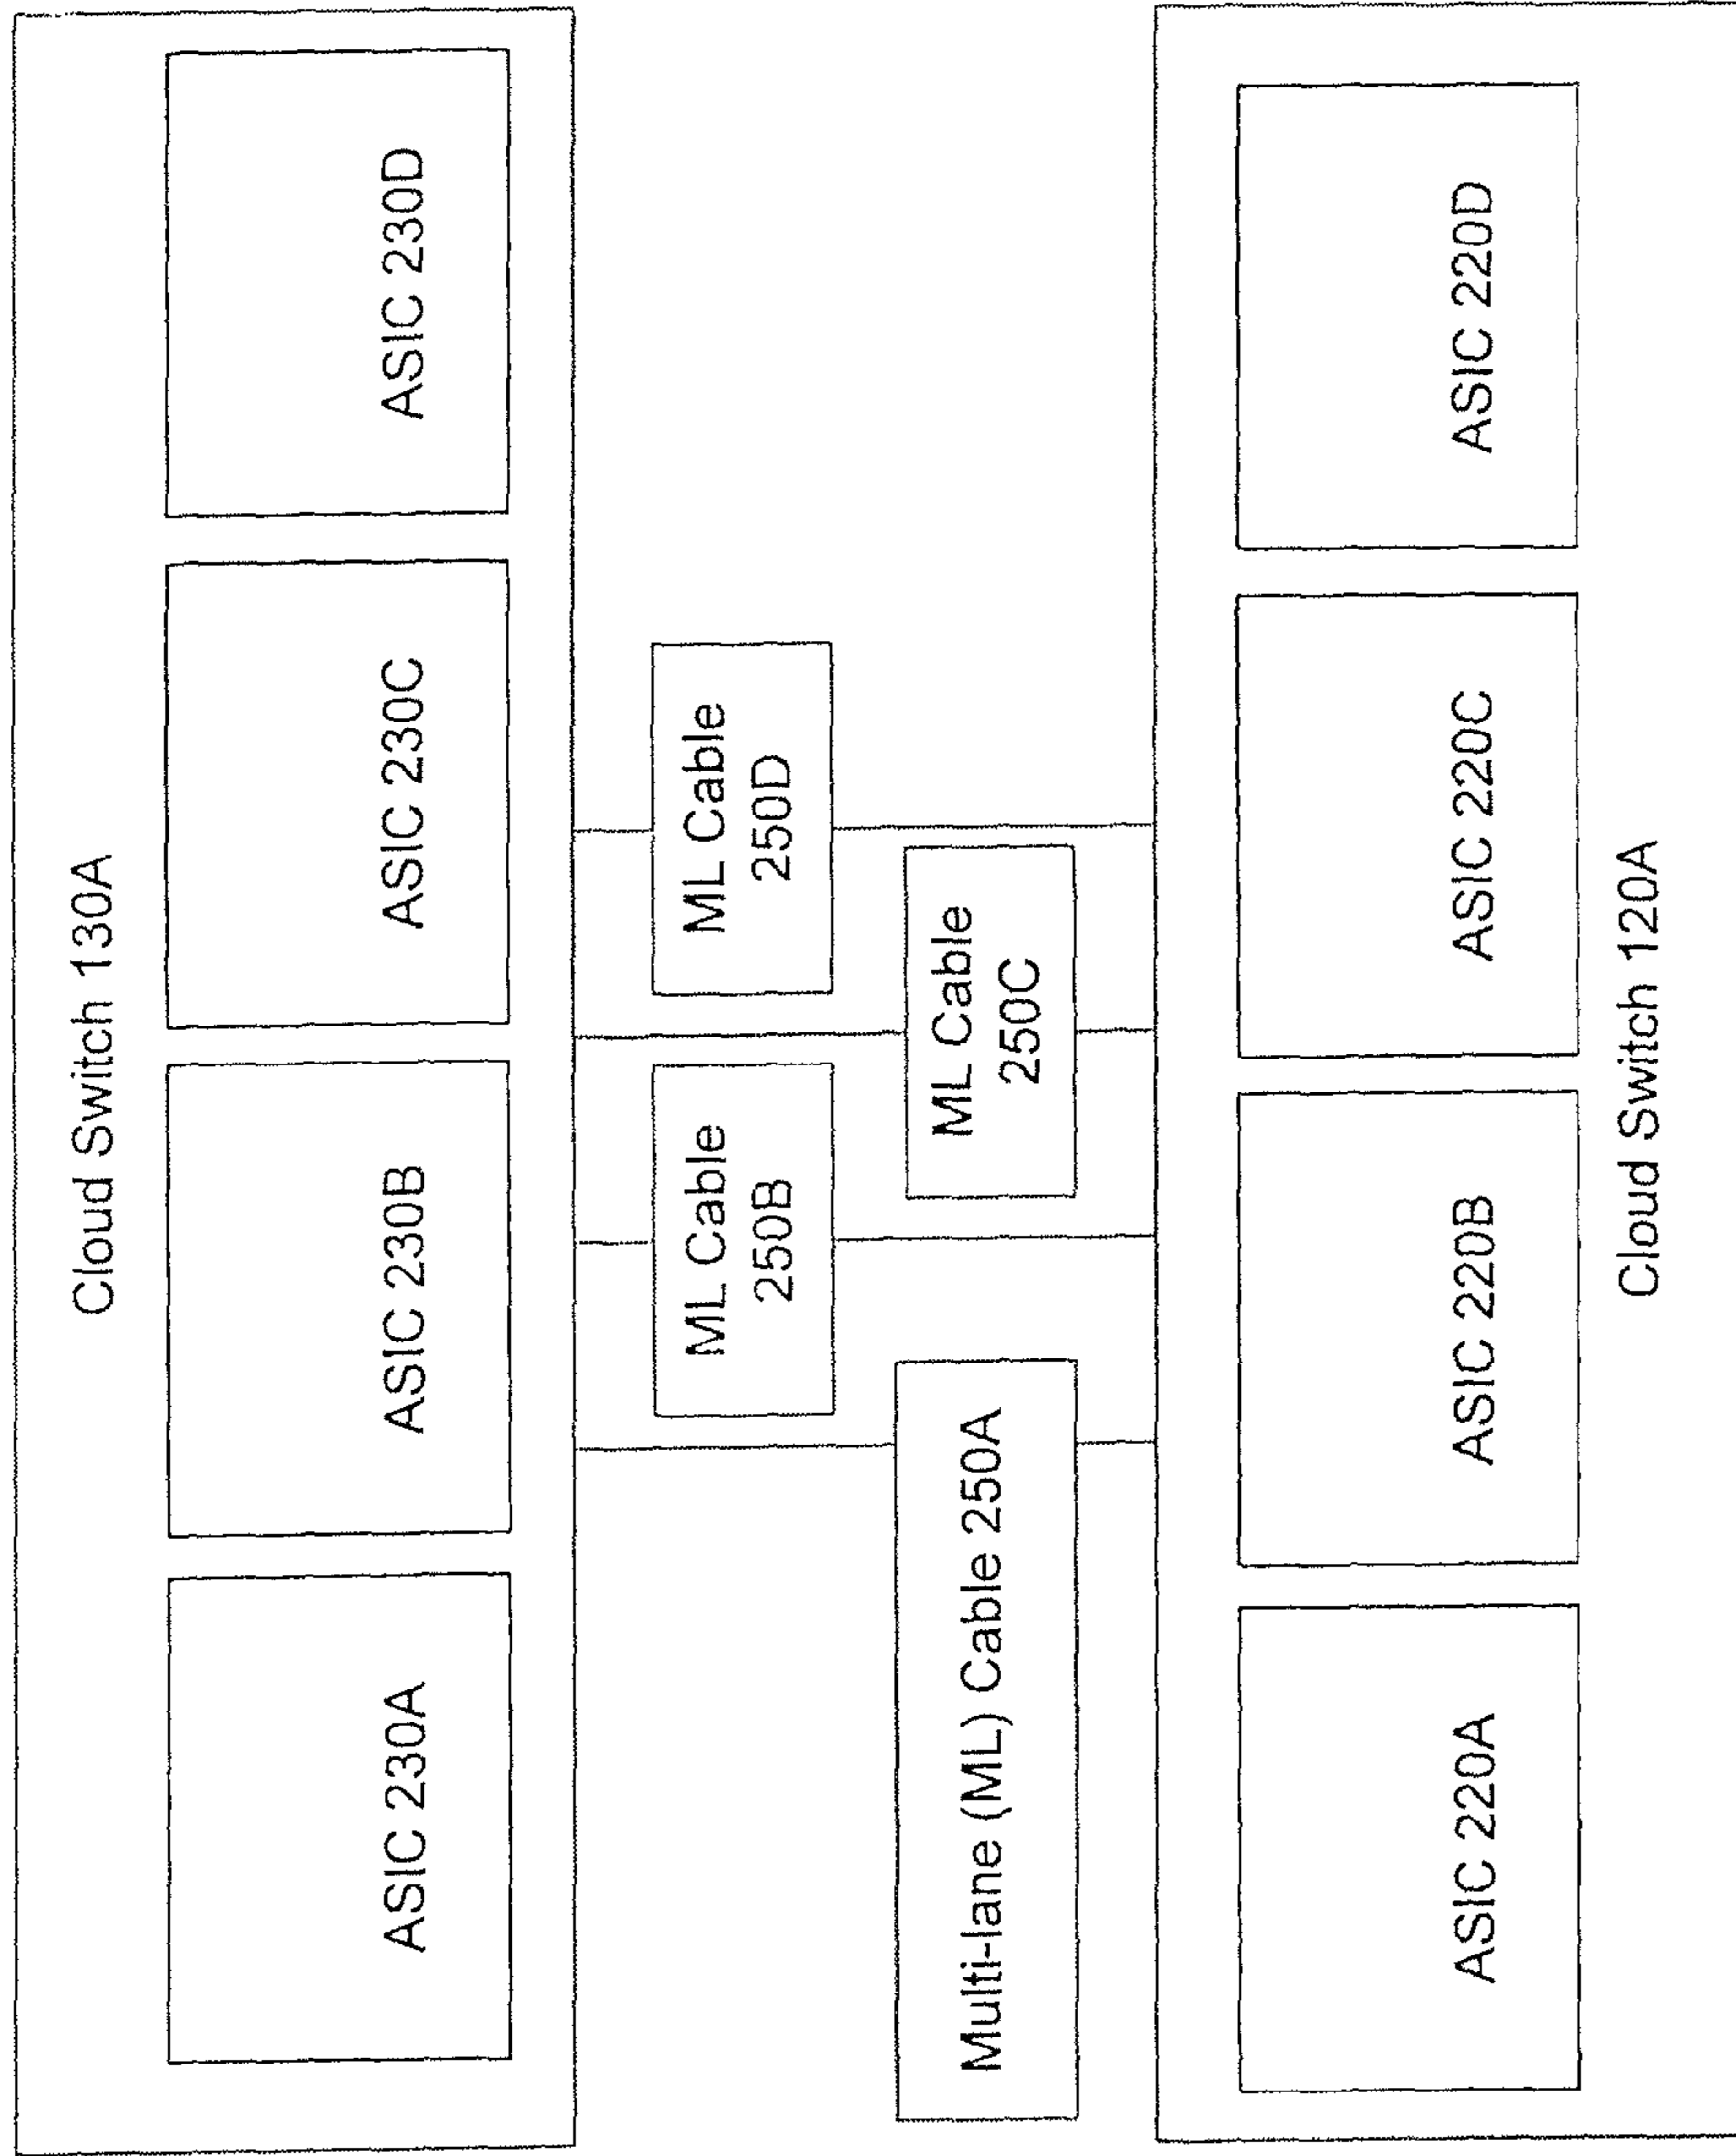 Cloud Switch 130A
ASIC 230A
ASIC 230B
ASIC 230C
ASIC 230D
ML Cable
250B
ML Cable
250D
Multi-lane (ML) Cable 250A
ML Cable
250C
ASIC 220A
ASIC 220B
ASIC 220C
ASIC 220D
Cloud Switch 120A